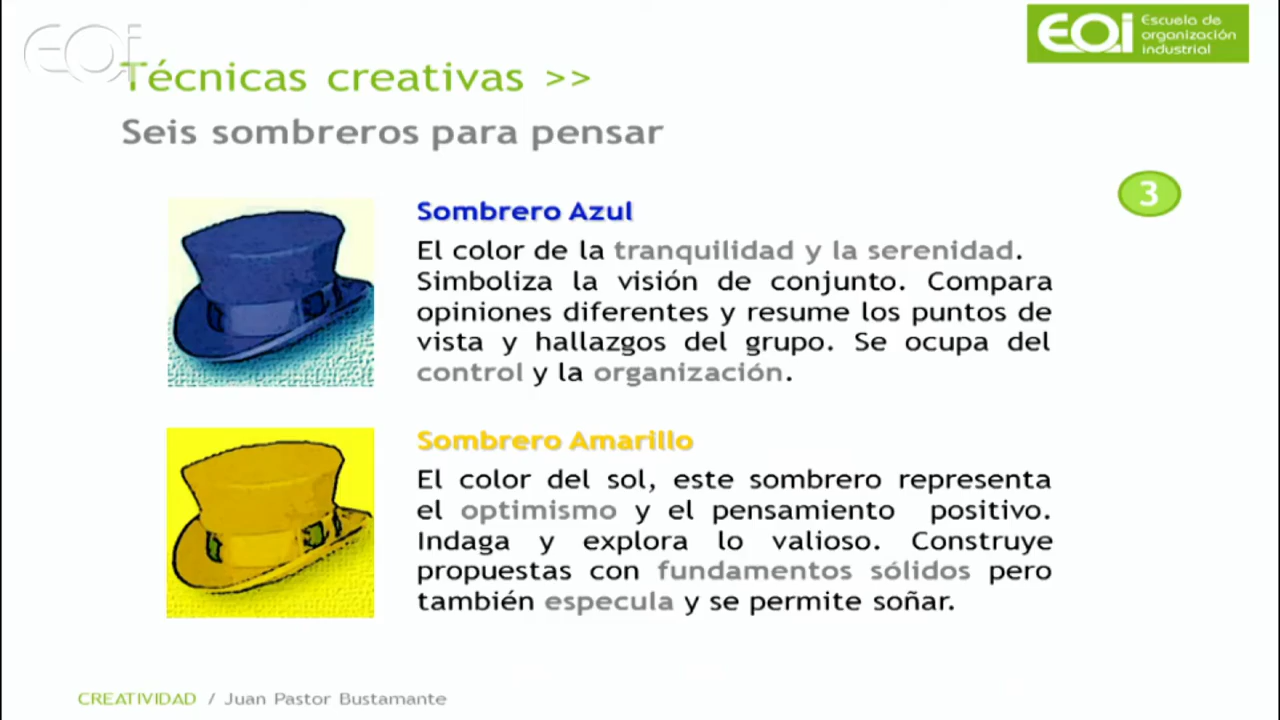 eoi
Escuela de
organización
industrial
eoi
Técnicas creativas >>
Seis sombreros para pensar
3
Sombrero Azul
El color de la tranquilidad y la serenidad.
Simboliza la visión de conjunto. Compara
opiniones diferentes y resume los puntos de
vista y hallazgos del grupo. Se ocupa del
control y la organización.
Sombrero Amarillo
El color del sol, este sombrero representa
el optimismo y el pensamiento positivo.
Indaga y explora lo valioso. Construye
propuestas con fundamentos sólidos pero
también especula y se permite soñar.
CREATIVIDAD / Juan Pastor Bustamante